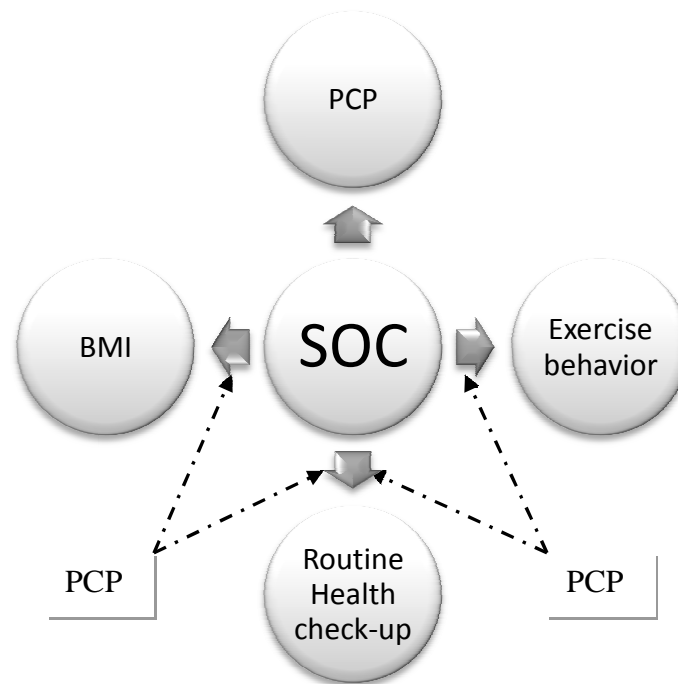 PCP
BMI
SOC
Exercise
behavior
PCP
Routine
Health
check-up
PCP